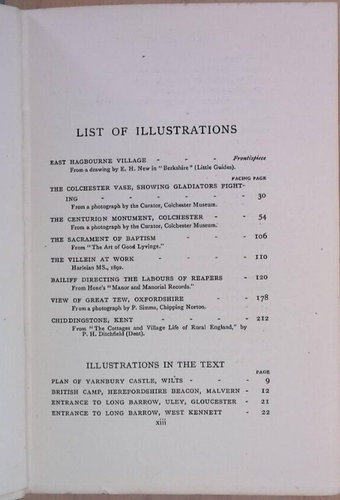 LIST OF ILLUSTRATIONS
EAST HAGBOURNE VILLAGE - - - Frontispiece
From a drawing by E. H. New in "Berkshire" (Little Guides).
FACING PAGE
THE COLCHESTER VASE, SHOWING GLADIATORS FIGHT-
ING - - - - - - - 30
From a photograph by the Curator, Colchester Museum.
THE CENTURION MONUMENT, COLCHESTER - - 54
From a photograph by the Curator, Colchester Museum.
THE SACRAMENT OF BAPTISM - - - 106
From "The Art of Good Lyvinge."
THE VILLEIN AT WORK - - - - 110
Harleian MS., 1892.
BAILIFF DIRECTING THE LABOURS OF REAPERS - 120
From Hone's "Manor and Manorial Records."
VIEW OF GREAT TEW, OXFORDSHIRE - - 178
From a photograph by P. Simms, Chipping Norton.
CHIDDINGSTONE, KENT - - - - 212
From "The Cottages and Village Life of Rural England," by
P. H. Ditchfield (Dent).
ILLUSTRATIONS IN THE TEXT
PAGE
PLAN OF YARNBURY CASTLE, WILTS - - - 9
BRITISH CAMP, HEREFORDSHIRE BEACON, MALVERN - 12
ENTRANCE TO LONG BARROW, ULEY, GLOUCESTER - 21
ENTRANCE TO LONG BARROW, WEST KENNETT - 22
xiii